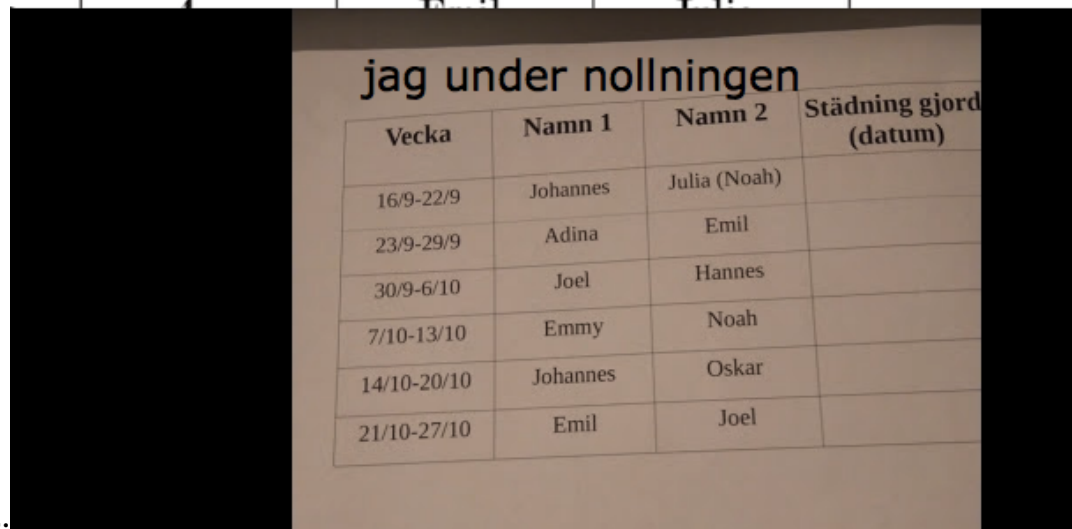 jag under nollningen
Vecka Namn 1 Namn 2 Städning gjord (datum)
16/9-22/9 Johannes Julia (Noah)
23/9-29/9 Adina Emil
30/9-6/10 Joel Hannes
7/10-13/10 Emmy Noah
14/10-20/10 Johannes Oskar
21/10-27/10 Emil Joel